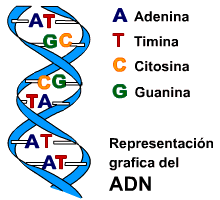 AT
GC
CG
TA
AT
AT
A Adenina
T Timina
C Citosina
G Guanina
Representación
grafica del
ADN